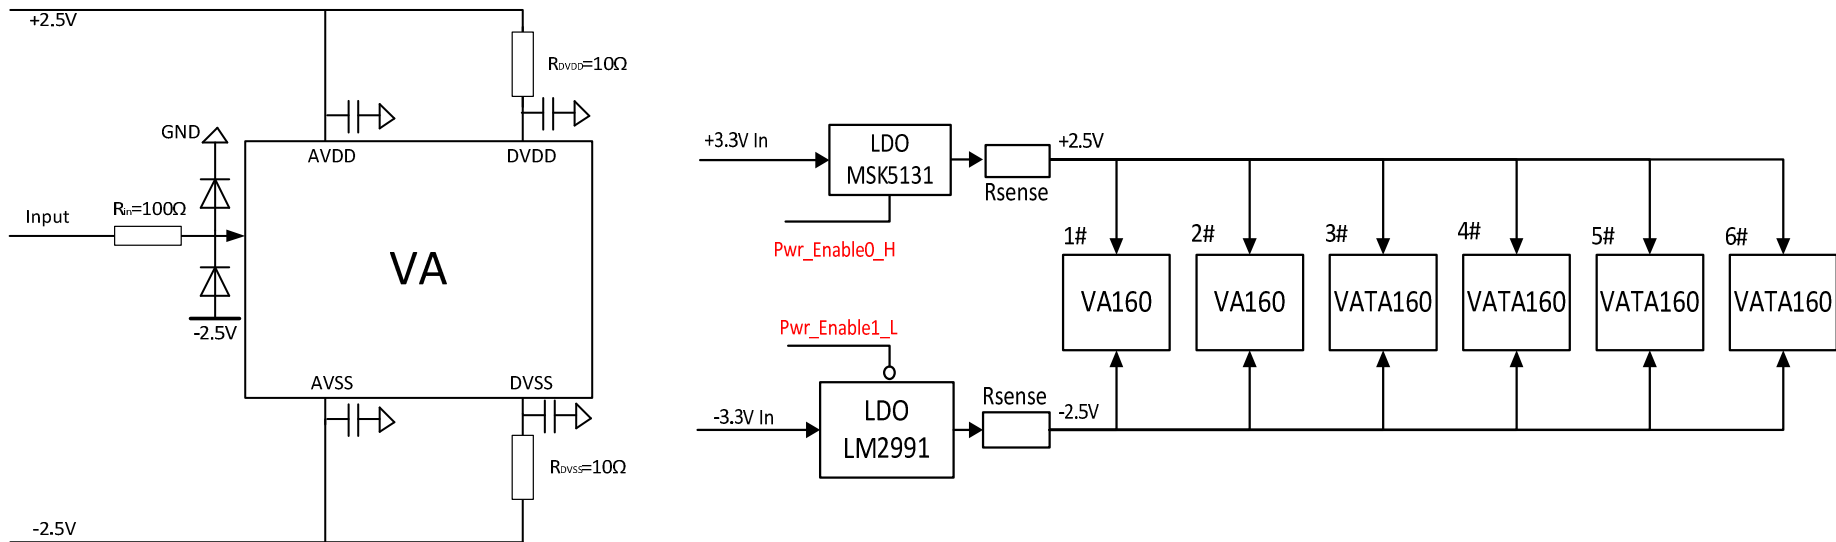 +2.5V
RDVDD=10Ω
GND
AVDD
DVDD
Input
Rin=100Ω
VA
-2.5V
AVSS
DVSS
RDVSS=10Ω
-2.5V
+3.3V In
LDO
MSK5131
Rsense
+2.5V
Pwr_Enable0_H
1#
2#
3#
4#
5#
6#
VA160
VA160
VATA160
VATA160
VATA160
VATA160
Pwr_Enable1_L
-3.3V In
LDO
LM2991
Rsense
-2.5V